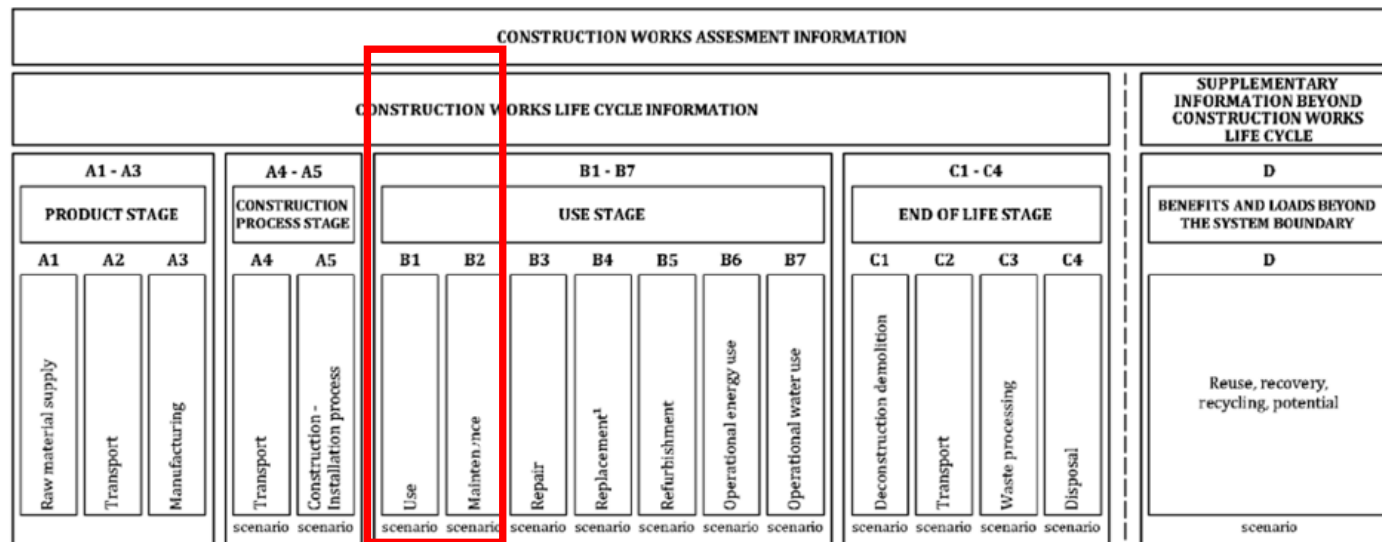 CONSTRUCTION WORKS ASSESMENT INFORMATION
CONSTRUCTION WORKS LIFE CYCLE INFORMATION
SUPPLEMENTARY
INFORMATION BEYOND
CONSTRUCTION WORKS
LIFE CYCLE
A1 - A3
PRODUCT STAGE
A1
A2
A3
Raw material supply
Transport
Manufacturing
A4 - A5
CONSTRUCTION
PROCESS STAGE
A4
A5
Transport
Construction -
Installation process
scenario
scenario
B1 - B7
USE STAGE
B1
B2
B3
B4
B5
B6
B7
Use
Maintenence
Repair
Replacement¹
Refurbishment
Operational energy use
Operational water use
scenario
scenario
scenario
scenario
scenario
scenario
scenario
C1 - C4
END OF LIFE STAGE
C1
C2
C3
C4
Deconstruction demolition
Transport
Waste processing
Disposal
scenario
scenario
scenario
scenario
D
BENEFITS AND LOADS BEYOND
THE SYSTEM BOUNDARY
D
Reuse, recovery,
recycling, potential
scenario